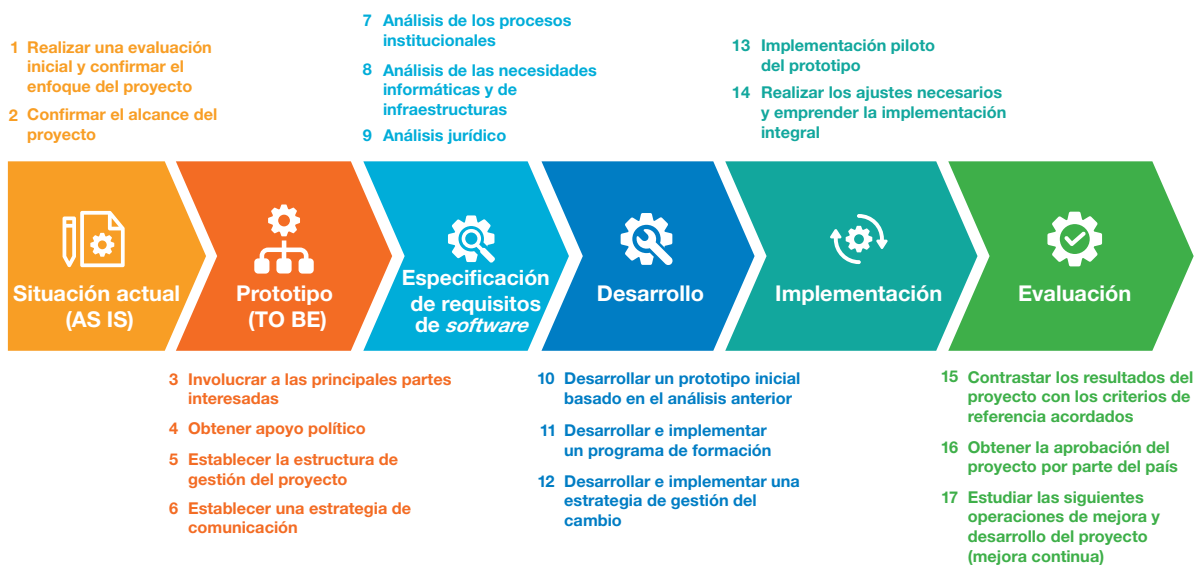 1 Realizar una evaluación
inicial y confirmar el
enfoque del proyecto
2 Confirmar el alcance del
proyecto
7 Análisis de los procesos
institucionales
8 Análisis de las necesidades
informáticas y de
infraestructuras
9 Análisis jurídico
13 Implementación piloto
del prototipo
14 Realizar los ajustes necesarios
y emprender la implementación
integral
Situación actual
(AS IS)
Prototipo
(TO BE)
Especificación
de requisitos
de software
Desarrollo
Implementación
Evaluación
3 Involucrar a las principales partes
interesadas
4 Obtener apoyo político
5 Establecer la estructura de
gestión del proyecto
6 Establecer una estrategia de
comunicación
10 Desarrollar un prototipo inicial
basado en el análisis anterior
11 Desarrollar e implementar
un programa de formación
12 Desarrollar e implementar una
estrategia de gestión del
cambio
15 Contrastar los resultados del
proyecto con los criterios de
referencia acordados
16 Obtener la aprobación del
proyecto por parte del país
17 Estudiar las siguientes
operaciones de mejora y
desarrollo del proyecto
(mejora continua)